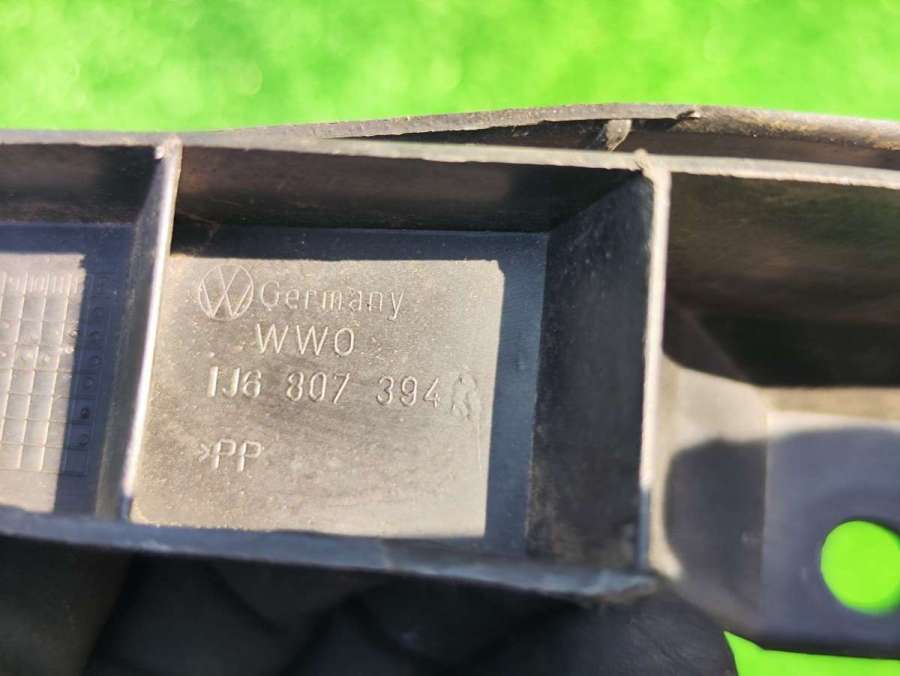 Germany
WWO
1J6 807 394
>PP